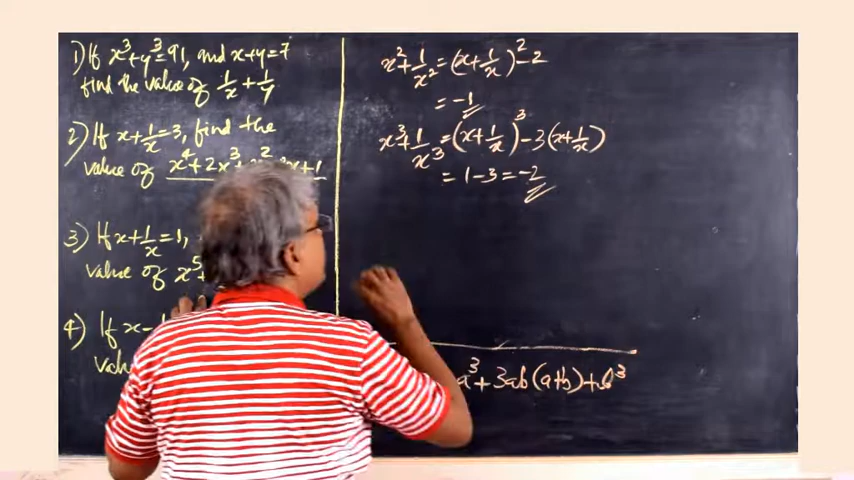 1) If x³+y³=91, and x+y=7
find the value of 1/x + 1/y
2) If x+1/x=3, find the
value of x⁴+2x³+
3) If x+1/x=1,
value of x⁵+
4) If x-
x²+1/x²=(x+1/x)²-2
=-1
x³+1/x³=(x+1/x)³-3(x+1/x)
=1-3=-2
a³+3ab(a+b)+b³